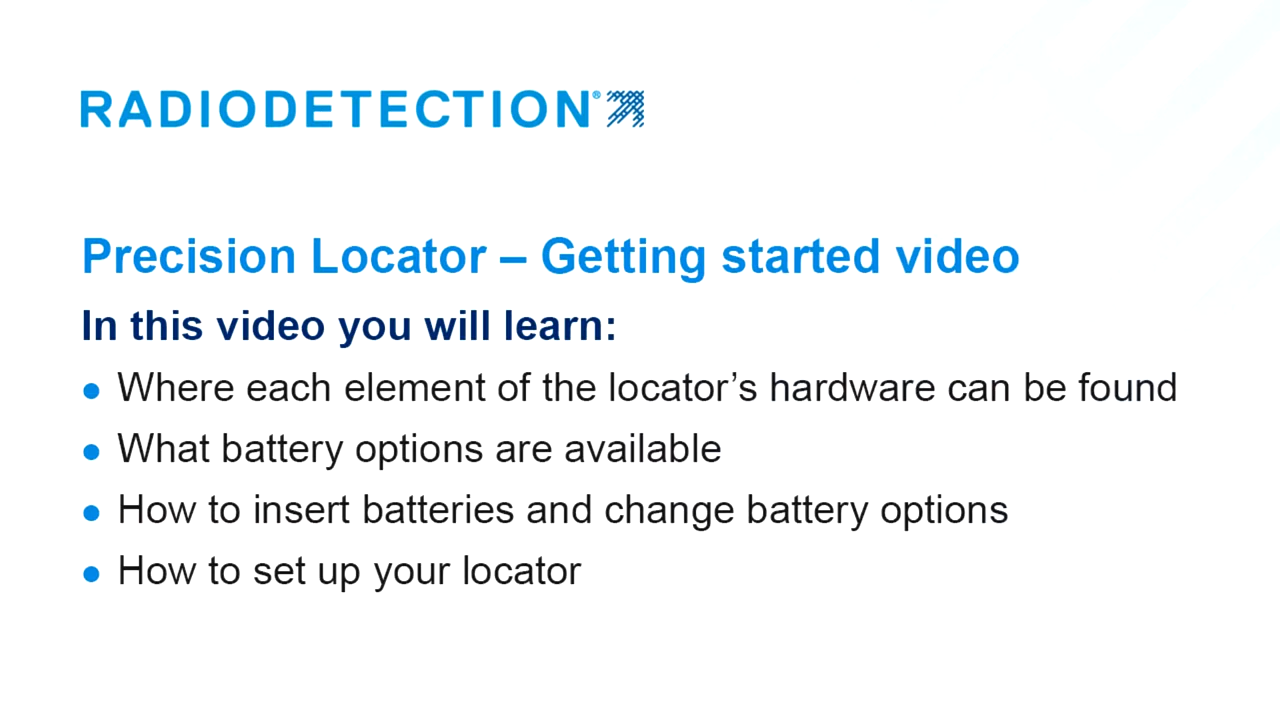 RADIODETECTION®
Precision Locator – Getting started video
In this video you will learn:
● Where each element of the locator’s hardware can be found
● What battery options are available
● How to insert batteries and change battery options
● How to set up your locator